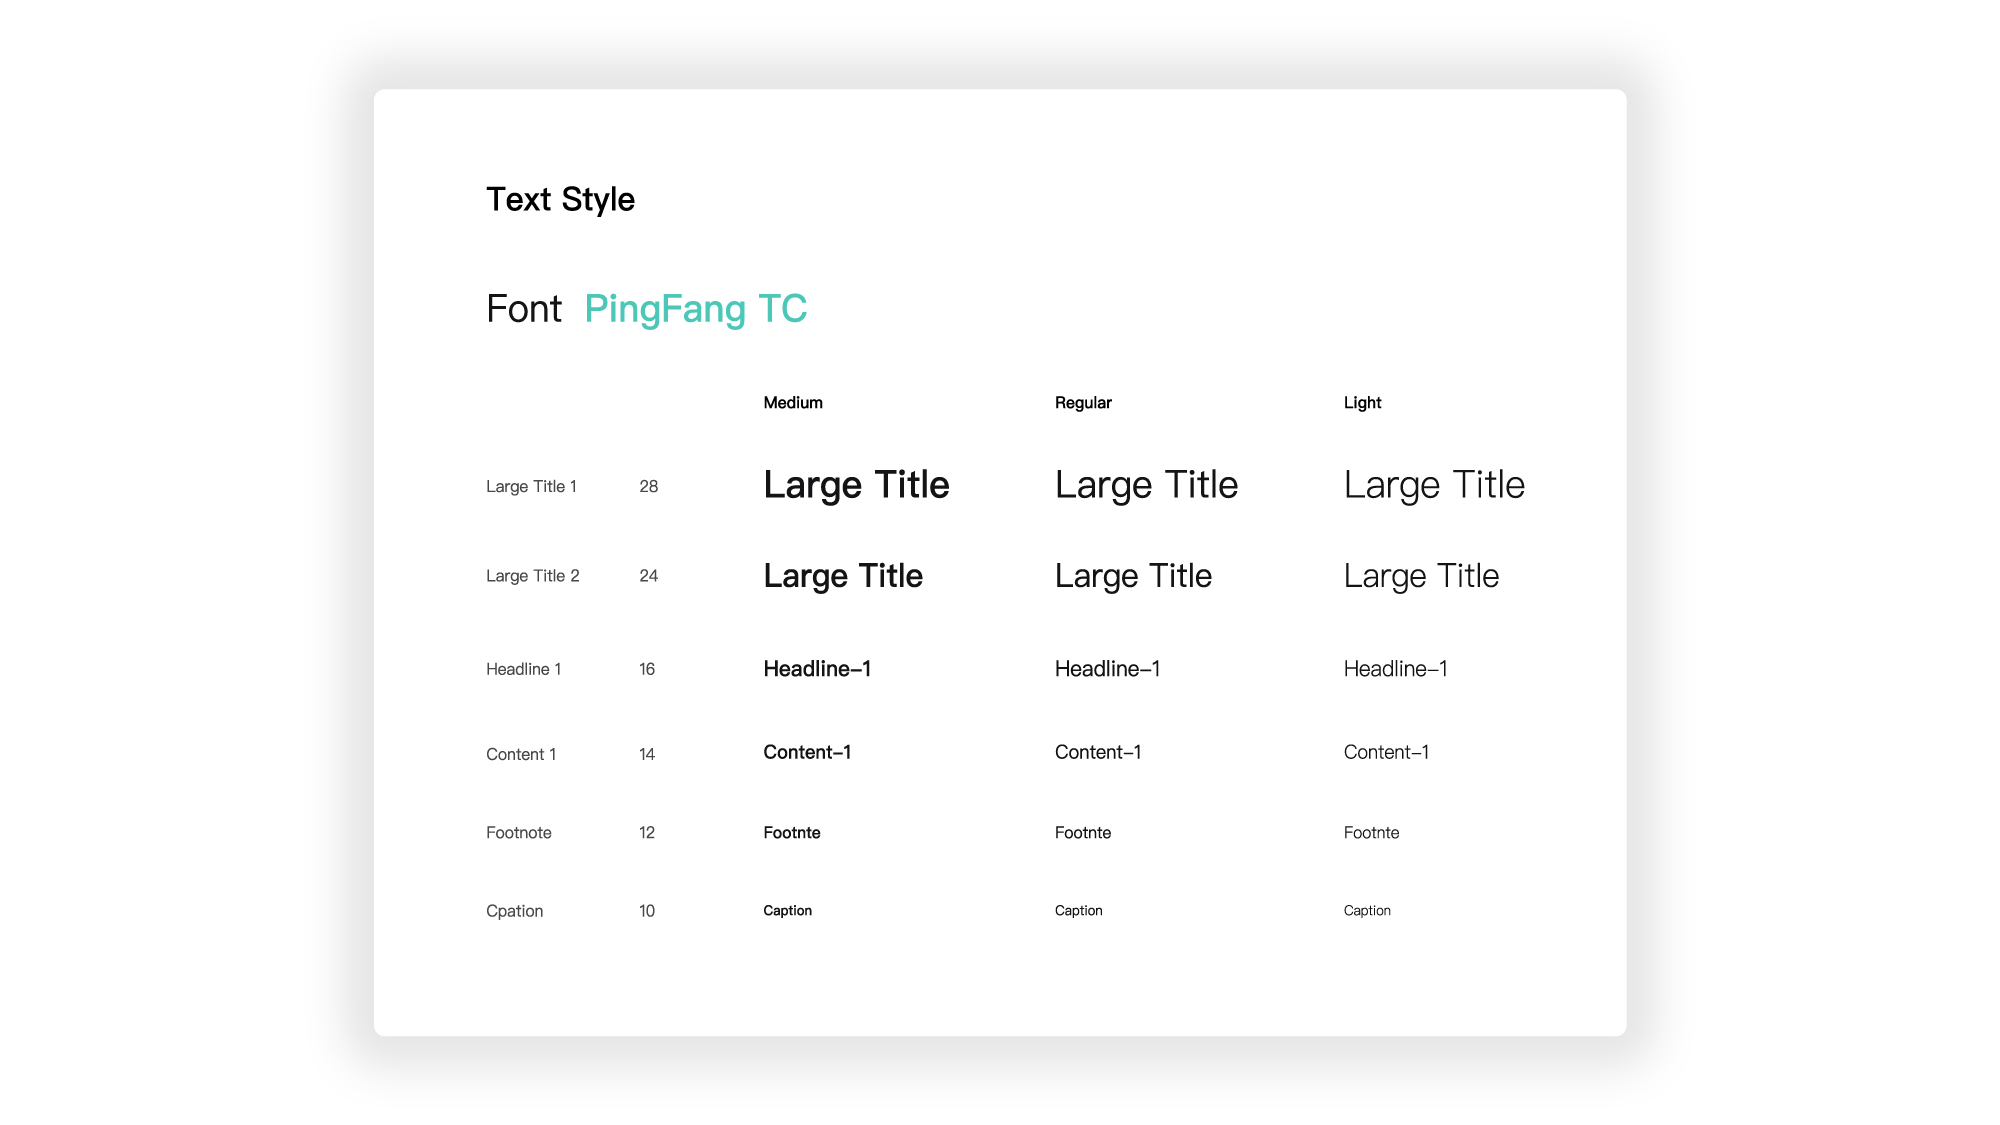 Text Style
Font PingFang TC
Medium Regular Light
Large Title 1 28 Large Title Large Title Large Title
Large Title 2 24 Large Title Large Title Large Title
Headline 1 16 Headline–1 Headline–1 Headline–1
Content 1 14 Content–1 Content–1 Content–1
Footnote 12 Footnte Footnte Footnte
Cpation 10 Caption Caption Caption